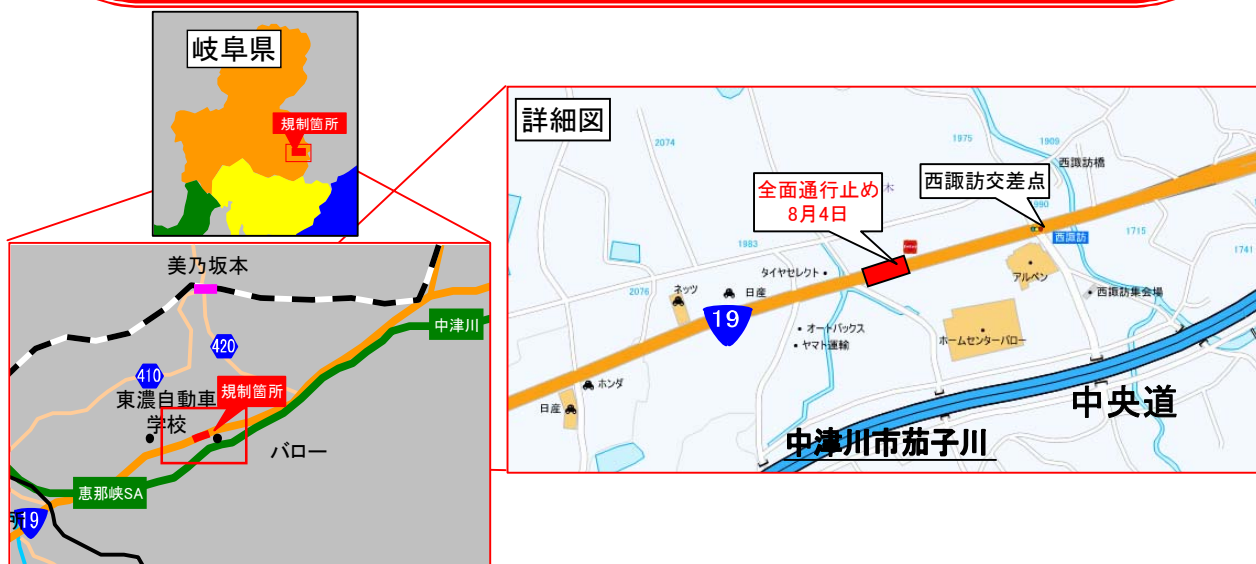 岐阜県
規制箇所
美乃坂本
中津川
420
410
東濃自動車
学校
規制箇所
バロー
恵那峡SA
19
所
詳細図
2074
1975
1909
西諏訪橋
全面通行止め
8月4日
木
西諏訪交差点
990
西諏訪
1715
1741
1983
タイヤセレクト
アルペン
西諏訪集会場
2076
ネッツ
日産
19
オートバックス
ヤマト運輸
ホームセンターバロー
ホンダ
日産
中央道
中津川市茄子川